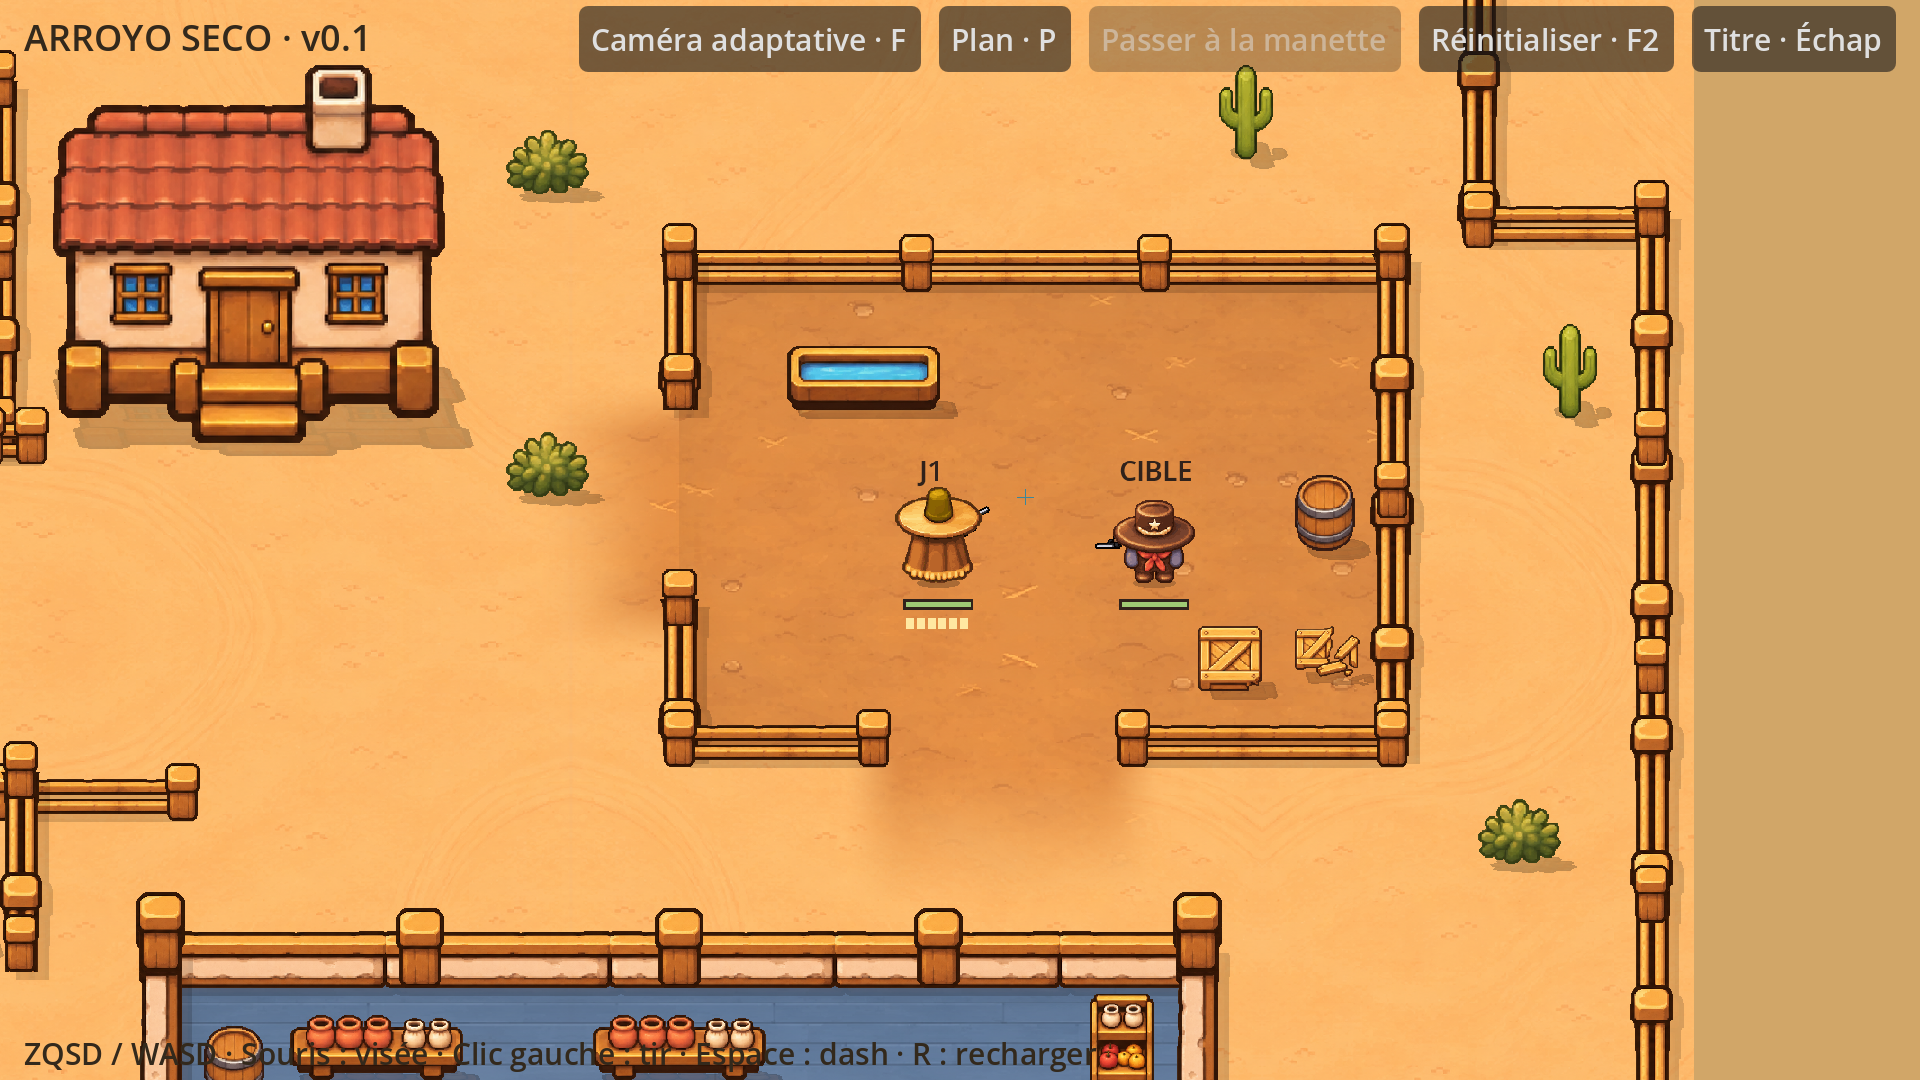 ARROYO SECO · v0.1
Caméra adaptative · F
Plan · P
Passer à la manette
Réinitialiser · F2
Titre · Échap
J1
CIBLE
ZQSD / WASD · Souris : visée · Clic gauche : tir · Espace : dash · R : recharger